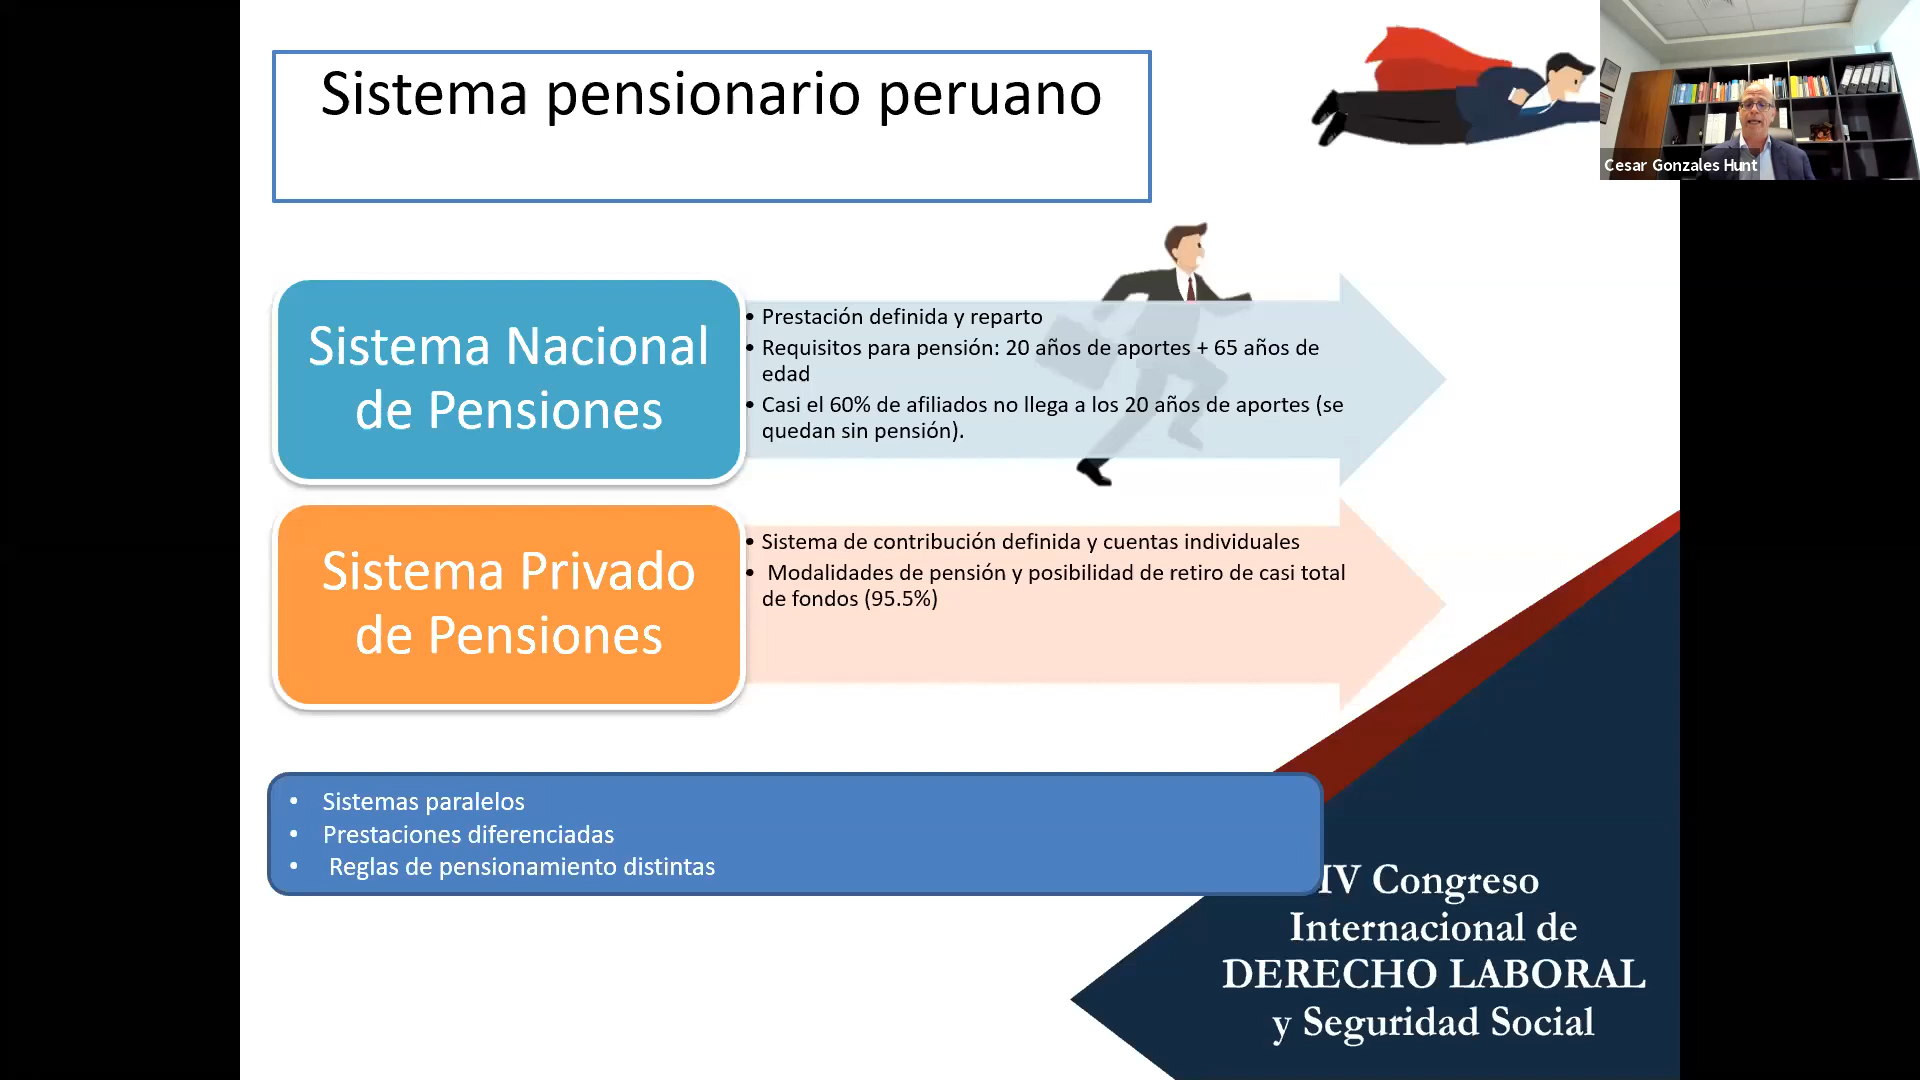 Sistema pensionario peruano
Cesar Gonzales Hunt
Sistema Nacional
de Pensiones
• Prestación definida y reparto
• Requisitos para pensión: 20 años de aportes + 65 años de
edad
• Casi el 60% de afiliados no llega a los 20 años de aportes (se
quedan sin pensión).
Sistema Privado
de Pensiones
• Sistema de contribución definida y cuentas individuales
• Modalidades de pensión y posibilidad de retiro de casi total
de fondos (95.5%)
• Sistemas paralelos
• Prestaciones diferenciadas
• Reglas de pensionamiento distintas
IV Congreso
Internacional de
DERECHO LABORAL
y Seguridad Social